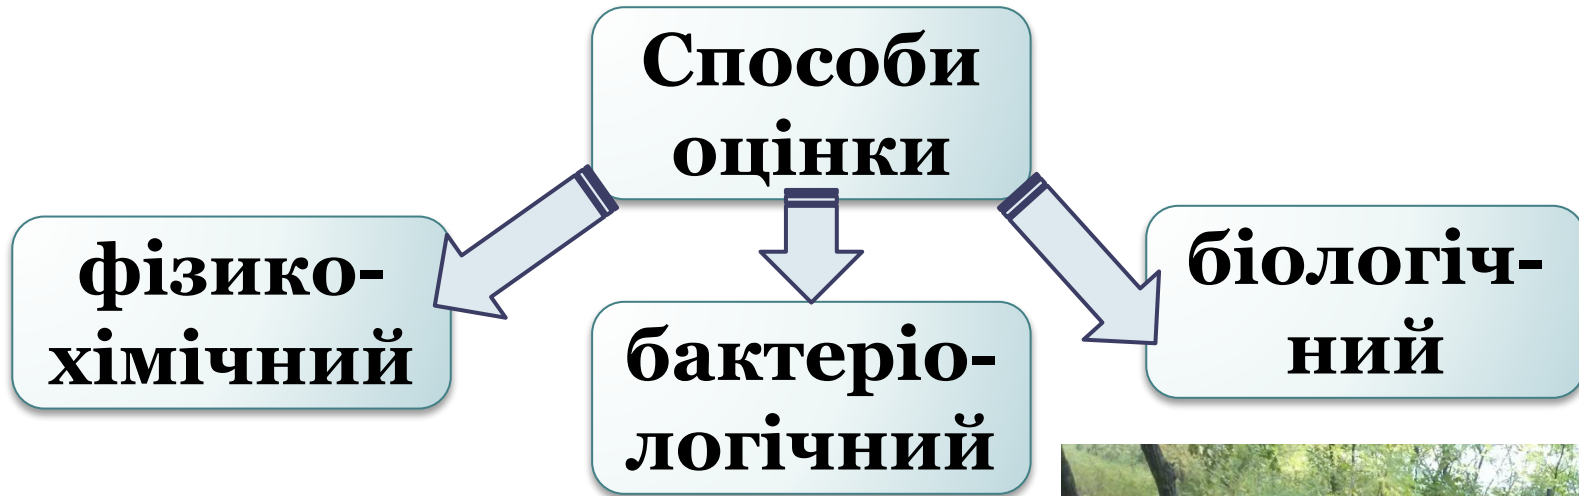 Способи
оцінки
фізико-
хімічний
бактеріо-
логічний
біологіч-
ний